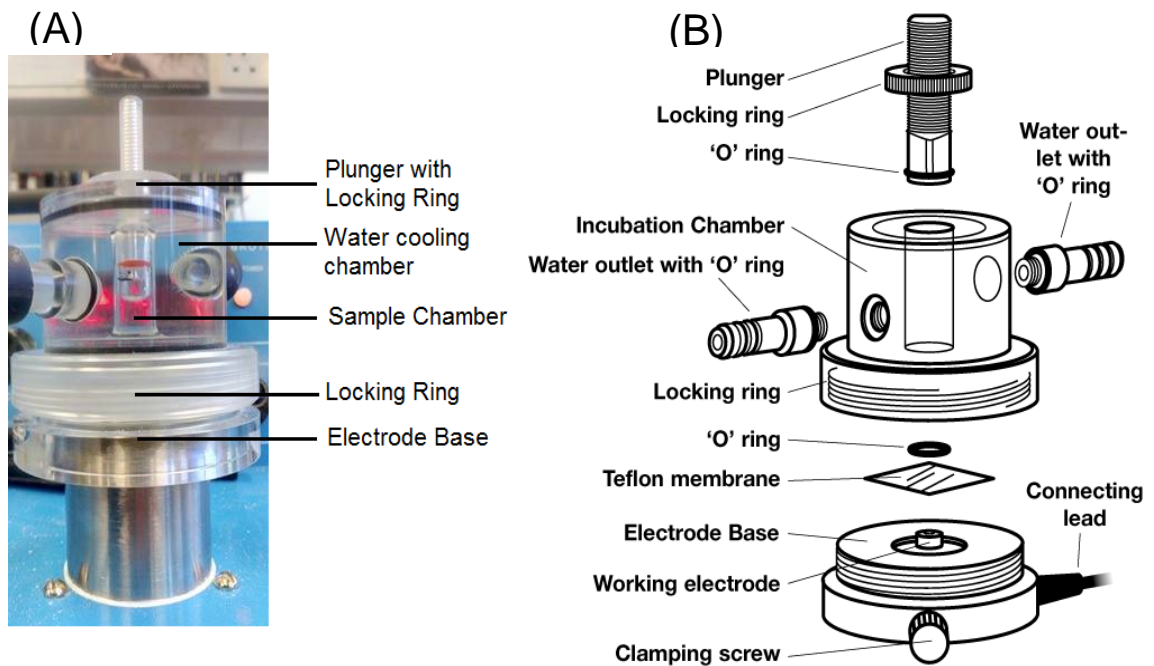 (A)
Plunger with
Locking Ring
Water cooling
chamber
Sample Chamber
Locking Ring
Electrode Base
(B)
Plunger
Locking ring
‘O’ ring
Water out-
let with
‘O’ ring
Incubation Chamber
Water outlet with ‘O’ ring
Locking ring
‘O’ ring
Teflon membrane
Connecting
lead
Electrode Base
Working electrode
Clamping screw